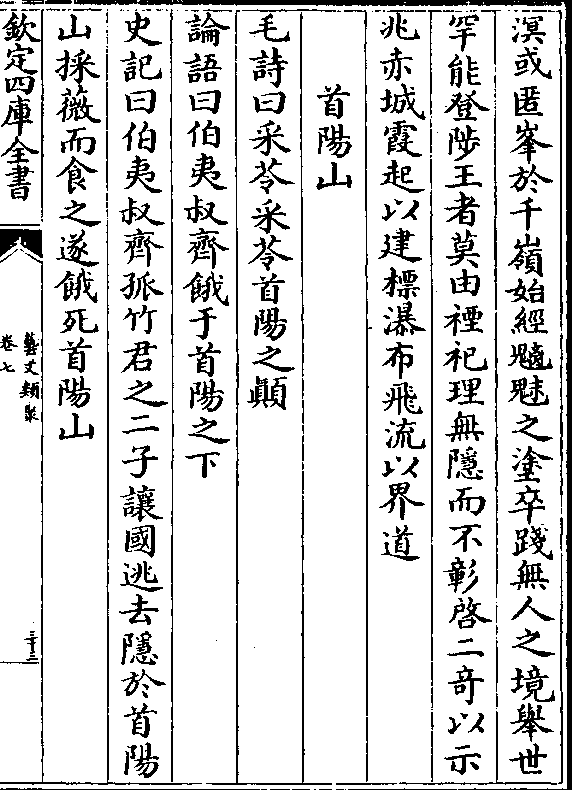 溟或匿峯於千嶺始經魑魅之塗卒踐無人之境舉世
罕能登陟王者莫由禋祀理無隱而不彰啓二奇以示
兆赤城霞起以建標瀑布飛流以界道
首陽山
毛詩曰采苓采苓首陽之顛
論語曰伯夷叔齊餓于首陽之下
史記曰伯夷叔齊孤竹君之二子讓國逃去隱於首陽
山採薇而食之遂餓死首陽山
欽定四庫全書
藝文類聚
卷七
三十三